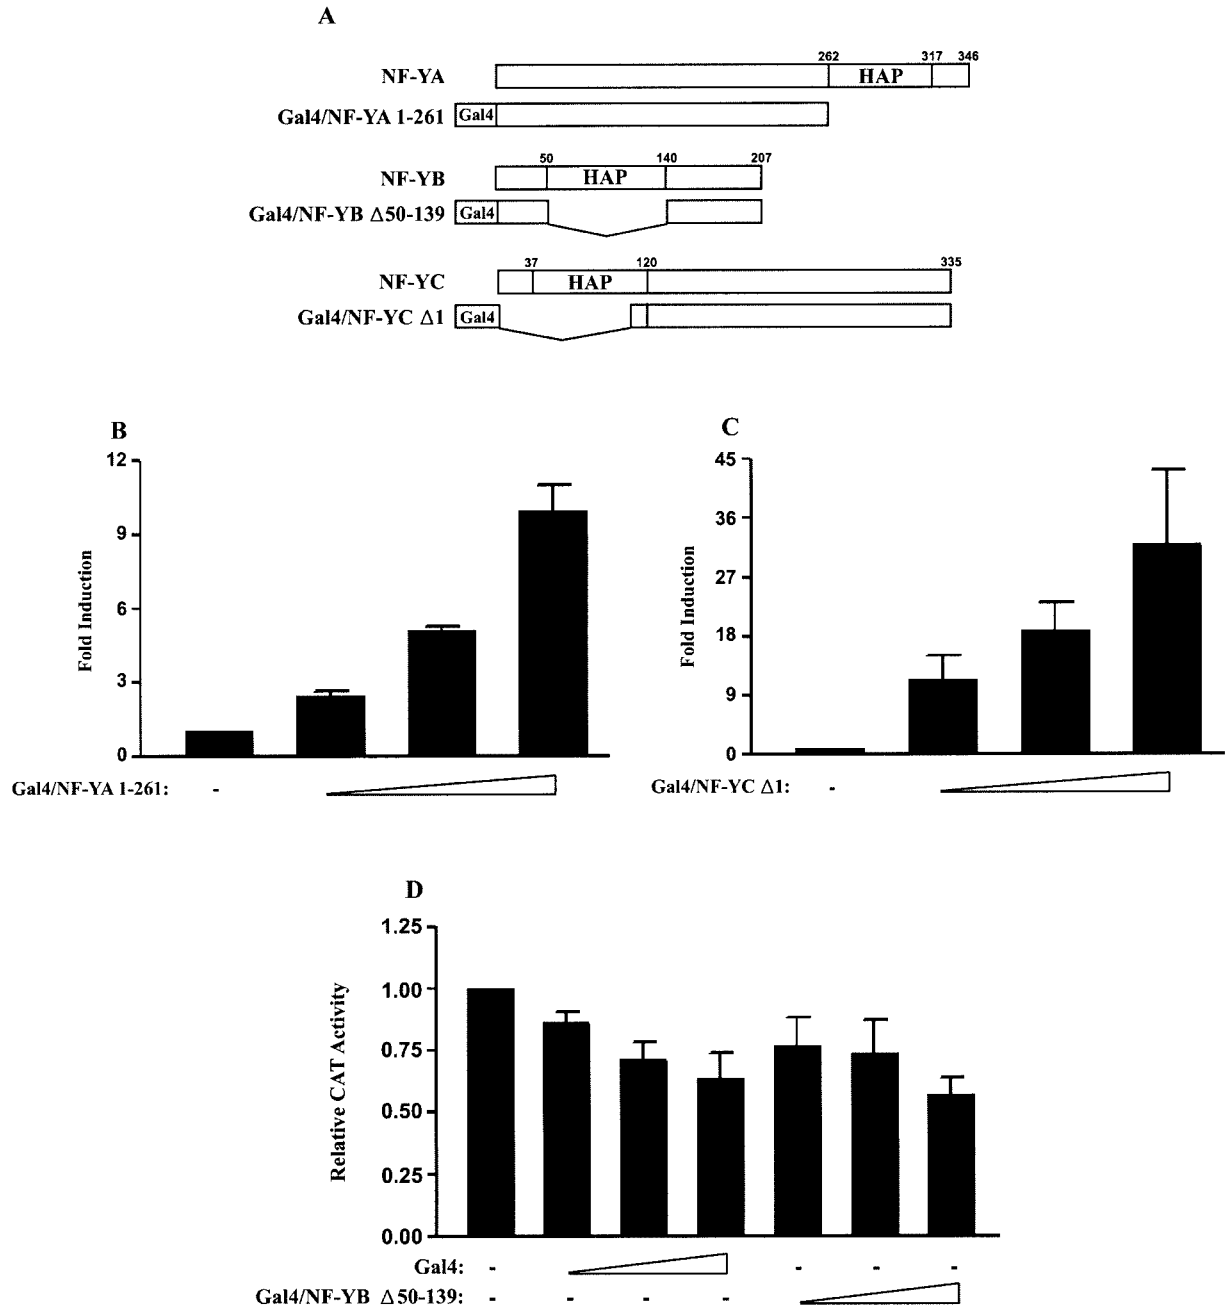 A
262 317 346
NF-YA HAP
Gal4/NF-YA 1-261 Gal4
50 140 207
NF-YB HAP
Gal4/NF-YB Δ50-139 Gal4
37 120 335
NF-YC HAP
Gal4/NF-YC Δ1 Gal4
B
12
9
6
3
0
Fold Induction
Gal4/NF-YA 1-261: -
C
45
36
27
18
9
0
Fold Induction
Gal4/NF-YC Δ1: -
D
1.25
1.00
0.75
0.50
0.25
0.00
Relative CAT Activity
Gal4: - - - -
Gal4/NF-YB Δ50-139: - - - -